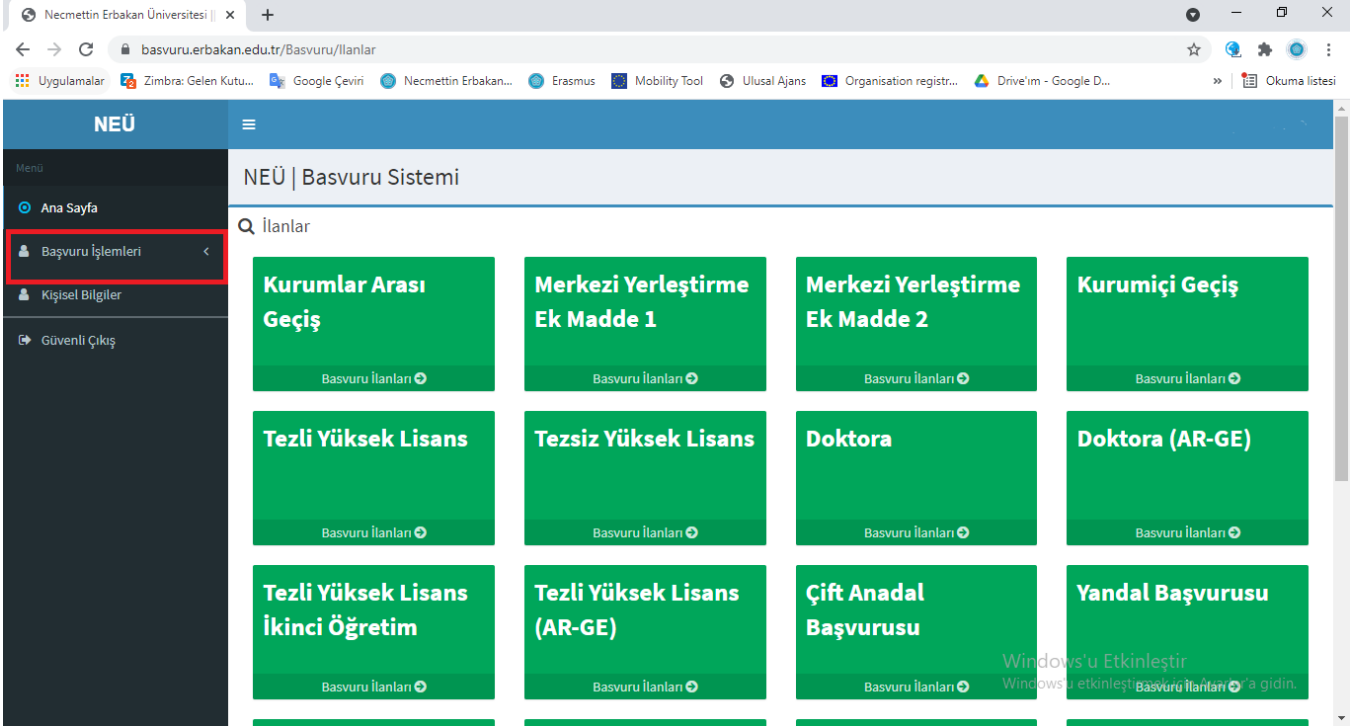 Necmettin Erbakan Üniversitesi ||
basvuru.erbakan.edu.tr/Basvuru/Ilanlar
Uygulamalar Zimbra: Gelen Kutu... Google Çeviri Necmettin Erbakan... Erasmus Mobility Tool Ulusal Ajans Organisation registr... Drive'ım - Google D... » Okuma listesi
NEÜ
Menü
NEÜ | Basvuru Sistemi
Ana Sayfa
İlanlar
Başvuru İşlemleri
Kişisel Bilgiler
Güvenli Çıkış
Kurumlar Arası
Geçiş
Basvuru İlanları
Merkezi Yerleştirme
Ek Madde 1
Basvuru İlanları
Merkezi Yerleştirme
Ek Madde 2
Basvuru İlanları
Kurumiçi Geçiş
Basvuru İlanları
Tezli Yüksek Lisans
Basvuru İlanları
Tezsiz Yüksek Lisans
Basvuru İlanları
Doktora
Basvuru İlanları
Doktora (AR-GE)
Basvuru İlanları
Tezli Yüksek Lisans
İkinci Öğretim
Basvuru İlanları
Tezli Yüksek Lisans
(AR-GE)
Basvuru İlanları
Çift Anadal
Başvurusu
Basvuru İlanları
Yandal Başvurusu
Basvuru İlanları
Windows'u Etkinleştir
Windows'u etkinleştirmek için Ayarlar'a gidin.